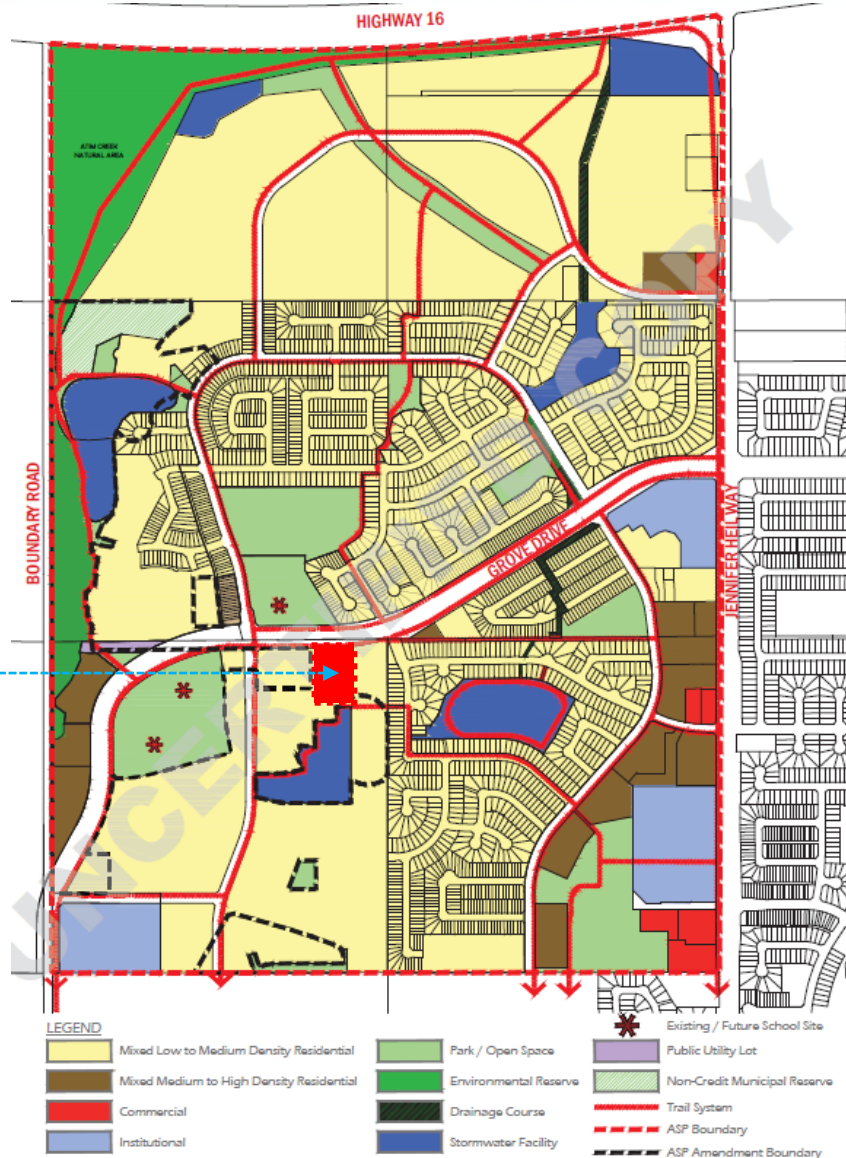 HIGHWAY 16
ATIM CREEK
NATURAL AREA
BOUNDARY ROAD
GROVE DRIVE
JENNIFER HEIL WAY
UNCERTIFIED COPY
LEGEND
Mixed Low to Medium Density Residential
Mixed Medium to High Density Residential
Commercial
Institutional
Park / Open Space
Environmental Reserve
Drainage Course
Stormwater Facility
Existing / Future School Site
Public Utility Lot
Non-Credit Municipal Reserve
Trail System
ASP Boundary
ASP Amendment Boundary